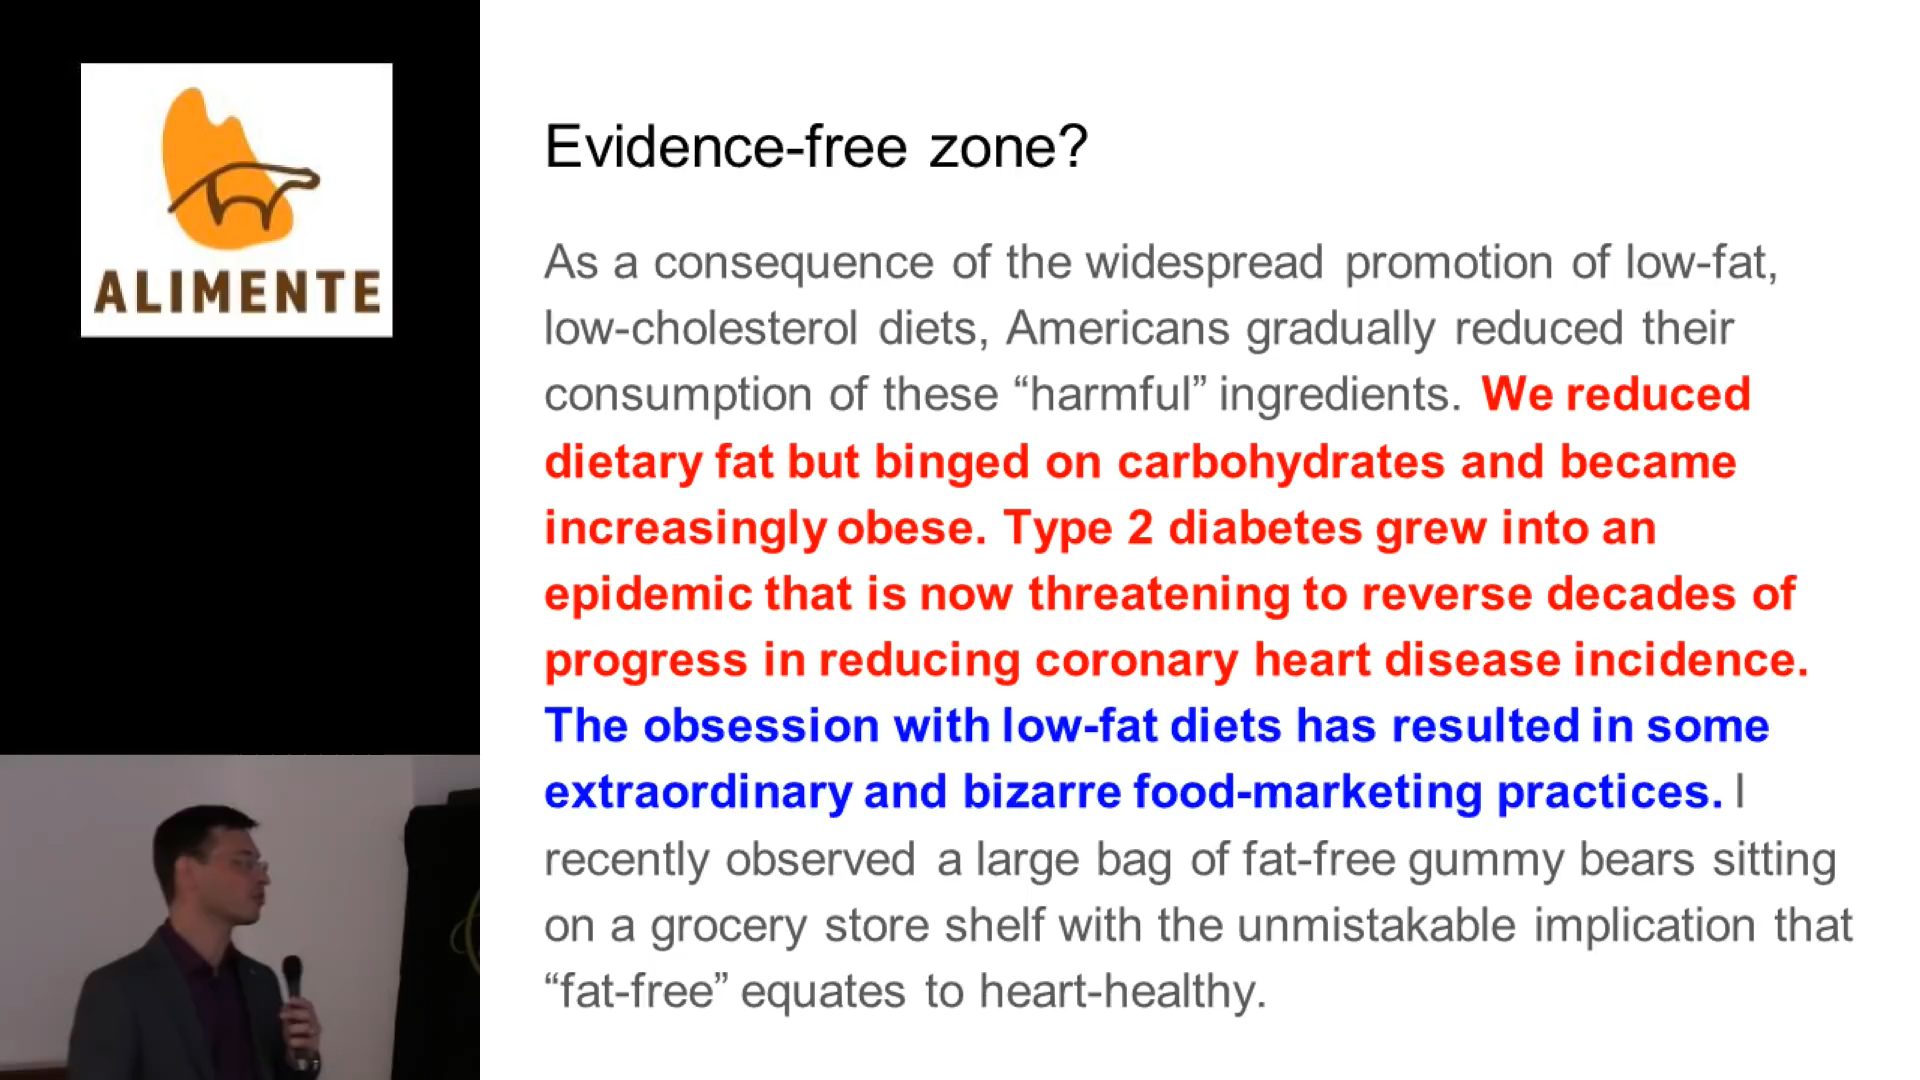 ALIMENTE
Evidence-free zone?
As a consequence of the widespread promotion of low-fat,
low-cholesterol diets, Americans gradually reduced their
consumption of these “harmful” ingredients. We reduced
dietary fat but binged on carbohydrates and became
increasingly obese. Type 2 diabetes grew into an
epidemic that is now threatening to reverse decades of
progress in reducing coronary heart disease incidence.
The obsession with low-fat diets has resulted in some
extraordinary and bizarre food-marketing practices. I
recently observed a large bag of fat-free gummy bears sitting
on a grocery store shelf with the unmistakable implication that
“fat-free” equates to heart-healthy.